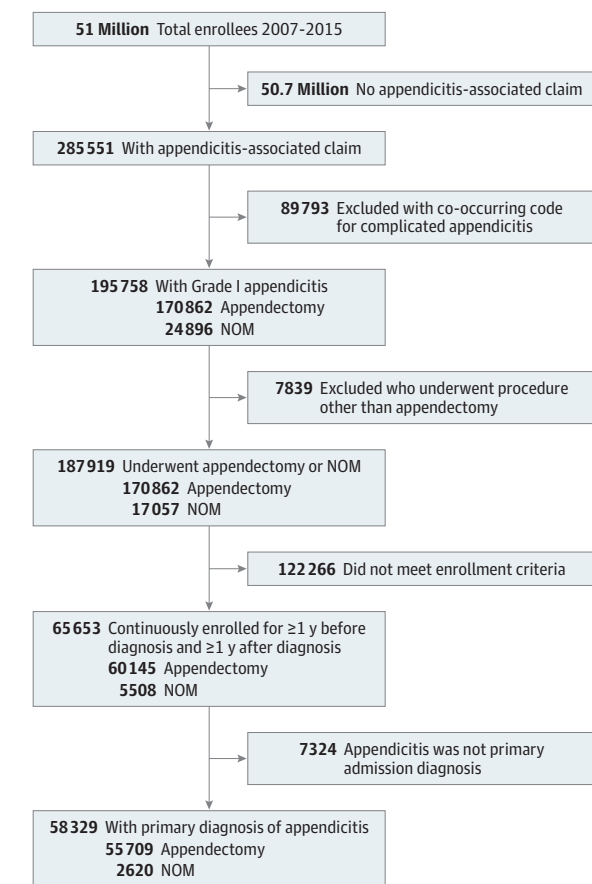 51 Million Total enrollees 2007-2015
50.7 Million No appendicitis-associated claim
285551 With appendicitis-associated claim
89793 Excluded with co-occurring code
for complicated appendicitis
195758 With Grade I appendicitis
170862 Appendectomy
24896 NOM
7839 Excluded who underwent procedure
other than appendectomy
187919 Underwent appendectomy or NOM
170862 Appendectomy
17057 NOM
122266 Did not meet enrollment criteria
65653 Continuously enrolled for ≥1 y before
diagnosis and ≥1 y after diagnosis
60145 Appendectomy
5508 NOM
7324 Appendicitis was not primary
admission diagnosis
58329 With primary diagnosis of appendicitis
55709 Appendectomy
2620 NOM